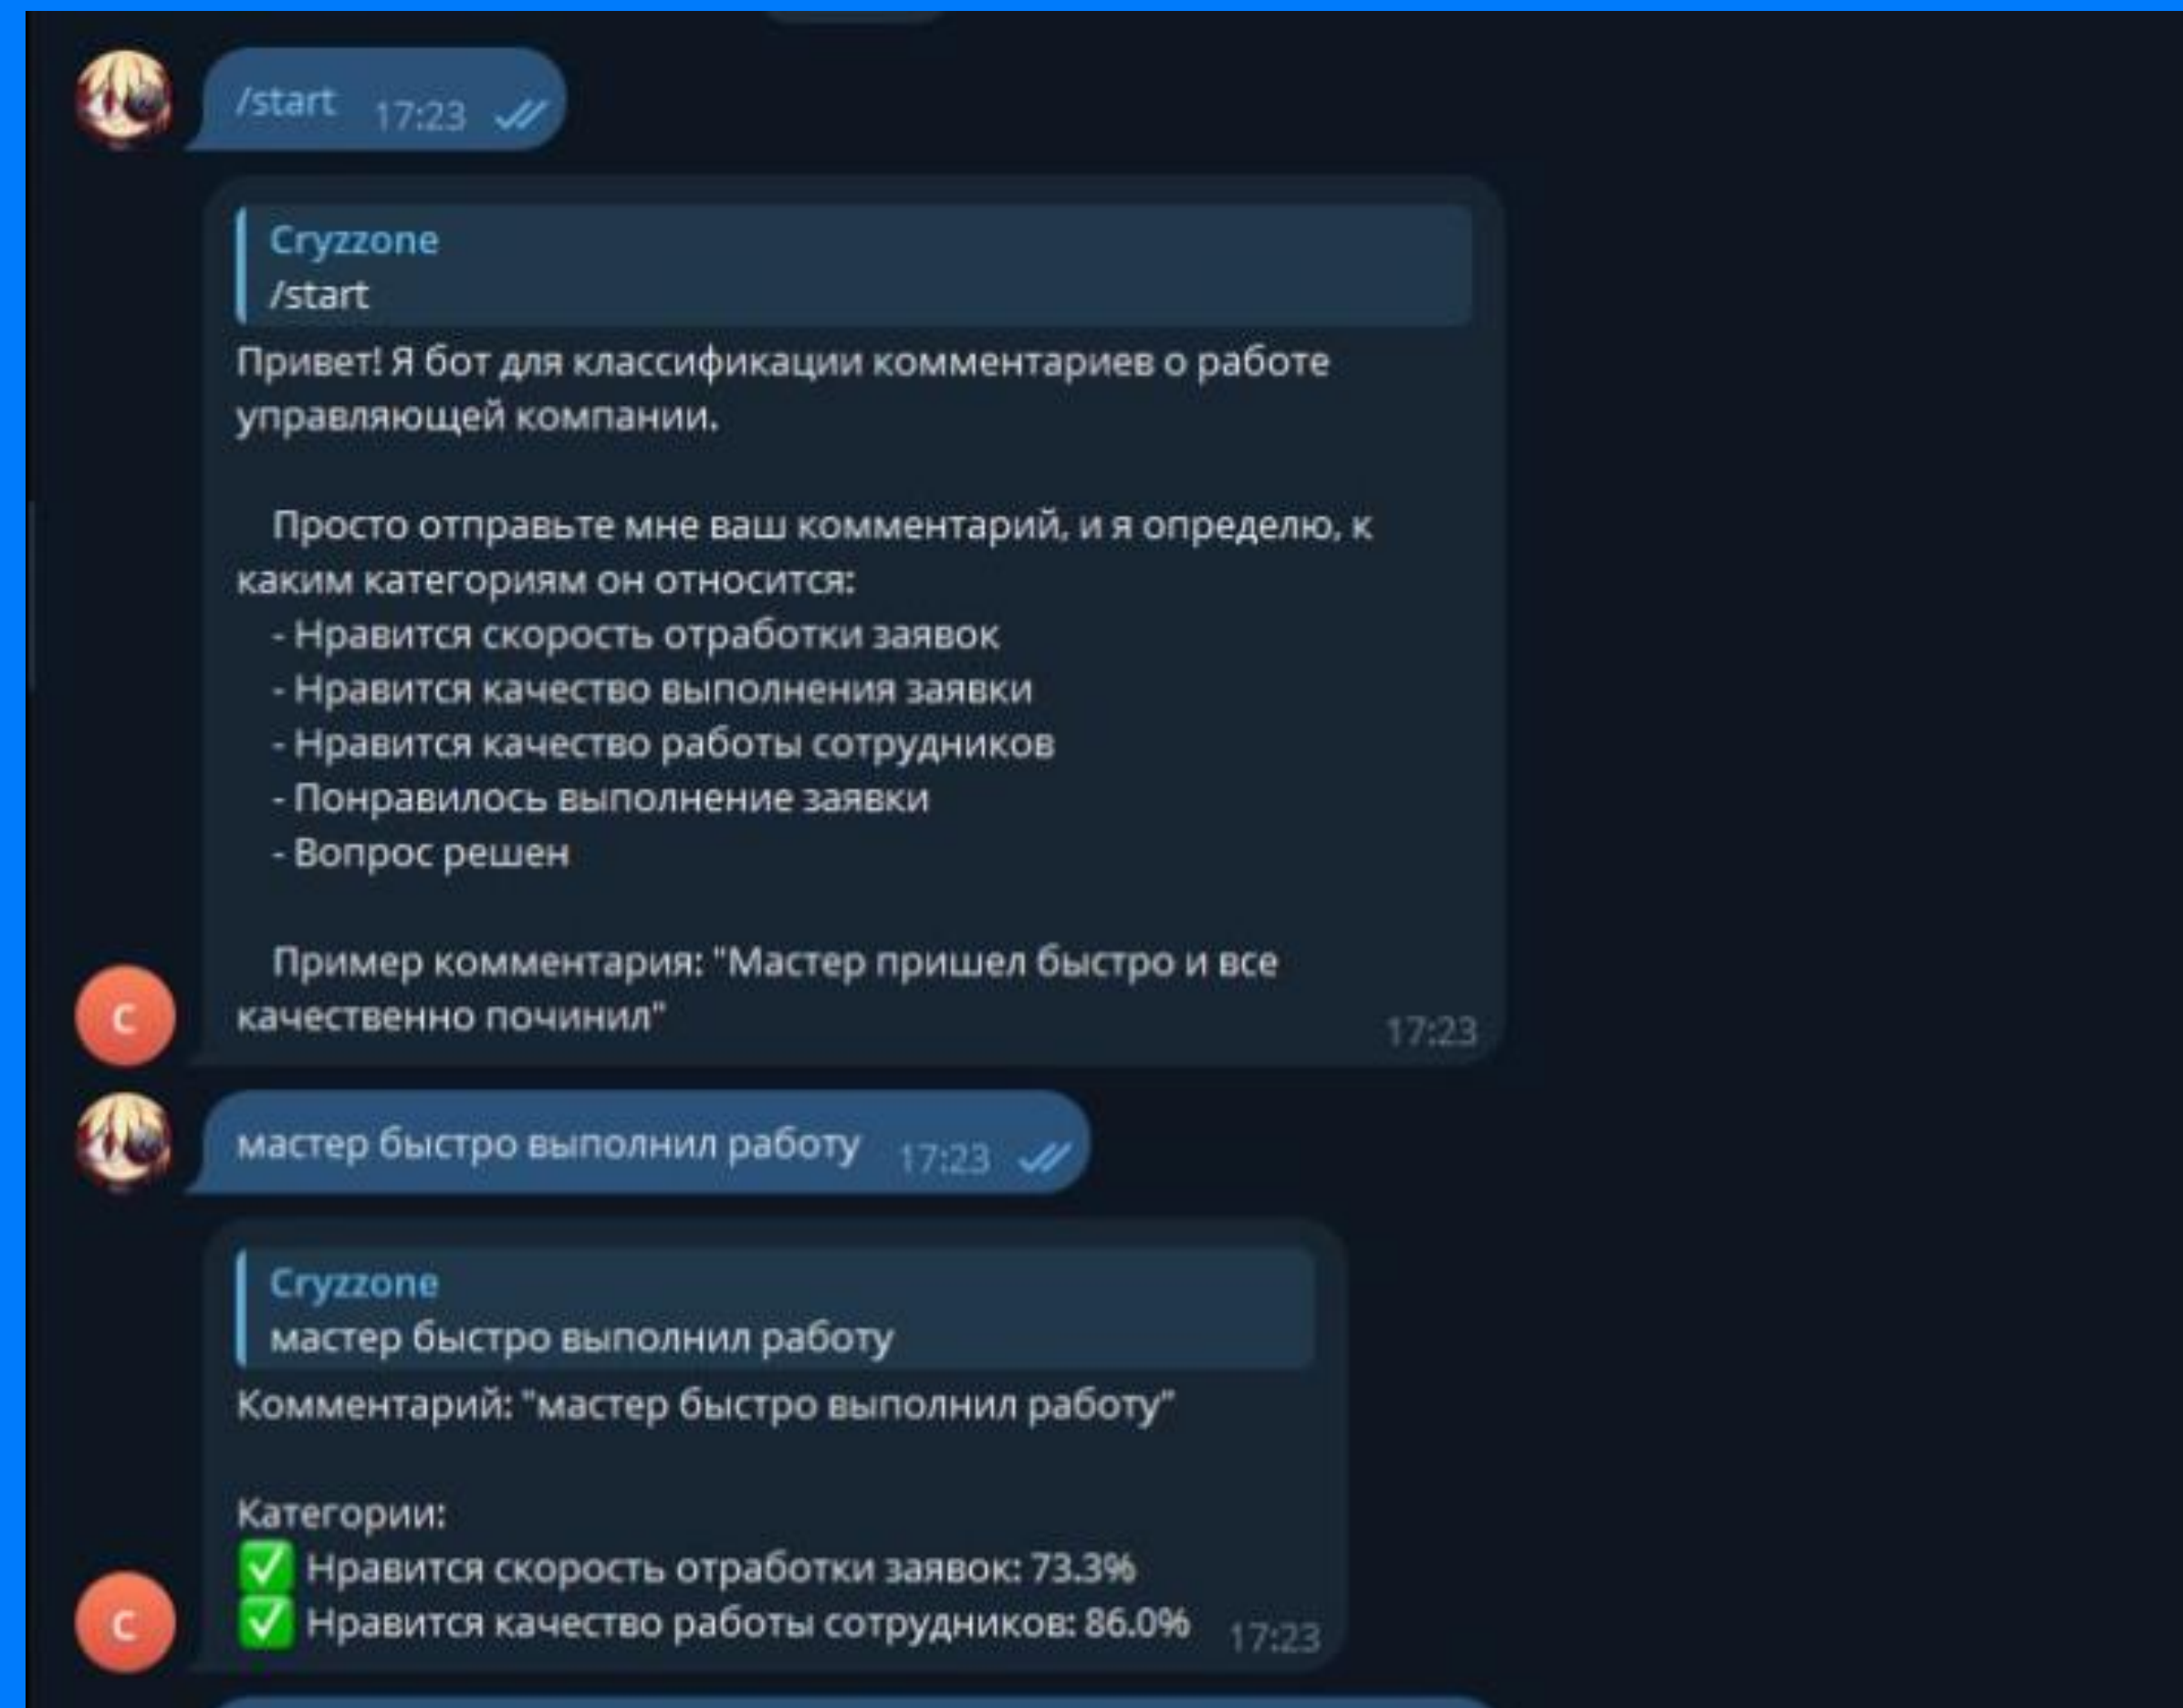 /start 17:23
Cryzzone
/start
Привет! Я бот для классификации комментариев о работе
управляющей компании.
Просто отправьте мне ваш комментарий, и я определю, к
каким категориям он относится:
- Нравится скорость отработки заявок
- Нравится качество выполнения заявки
- Нравится качество работы сотрудников
- Понравилось выполнение заявки
- Вопрос решен
Пример комментария: "Мастер пришел быстро и все
качественно починил"
17:23
C
мастер быстро выполнил работу 17:23
Cryzzone
мастер быстро выполнил работу
Комментарий: "мастер быстро выполнил работу"
Категории:
✅ Нравится скорость отработки заявок: 73.3%
✅ Нравится качество работы сотрудников: 86.0% 17:23
C